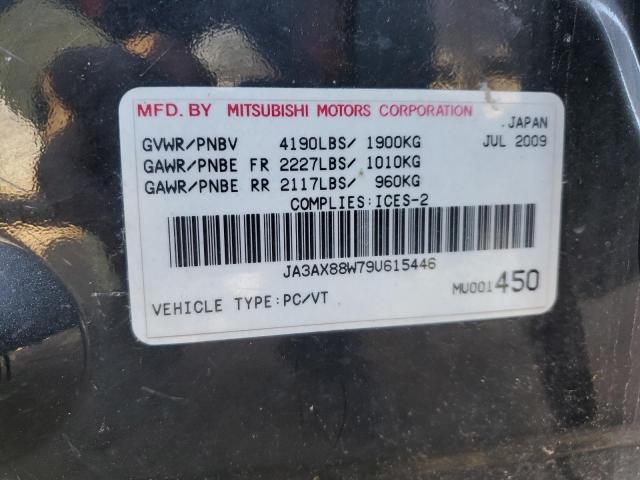 MFD. BY MITSUBISHI MOTORS CORPORATION
JAPAN
GVWR/PNBV 4190LBS/ 1900KG JUL 2009
GAWR/PNBE FR 2227LBS/ 1010KG
GAWR/PNBE RR 2117LBS/ 960KG
COMPLIES:ICES-2
JA3AX88W79U615446
MU001450
VEHICLE TYPE:PC/VT